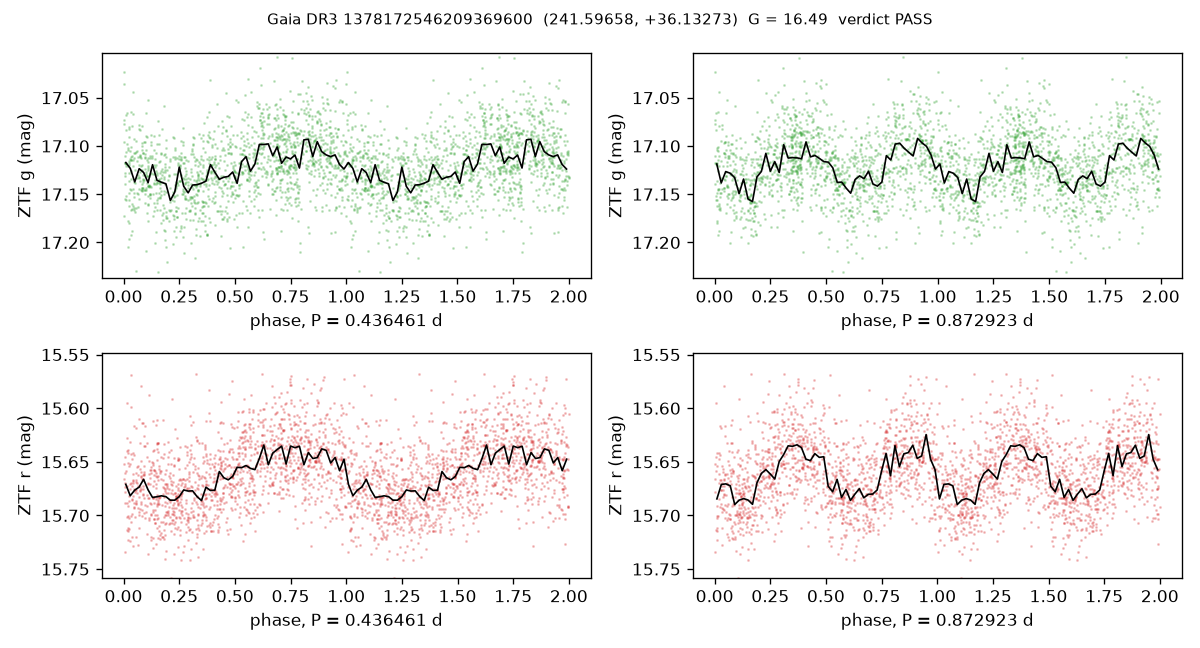 Gaia DR3 1378172546209369600 (241.59658, +36.13273) G = 16.49 verdict PASS
ZTF g (mag)
17.05
17.10
17.15
17.20
0.00 0.25 0.50 0.75 1.00 1.25 1.50 1.75 2.00
phase, P = 0.436461 d
ZTF g (mag)
17.05
17.10
17.15
17.20
0.00 0.25 0.50 0.75 1.00 1.25 1.50 1.75 2.00
phase, P = 0.872923 d
ZTF r (mag)
15.55
15.60
15.65
15.70
15.75
0.00 0.25 0.50 0.75 1.00 1.25 1.50 1.75 2.00
phase, P = 0.436461 d
ZTF r (mag)
15.55
15.60
15.65
15.70
15.75
0.00 0.25 0.50 0.75 1.00 1.25 1.50 1.75 2.00
phase, P = 0.872923 d